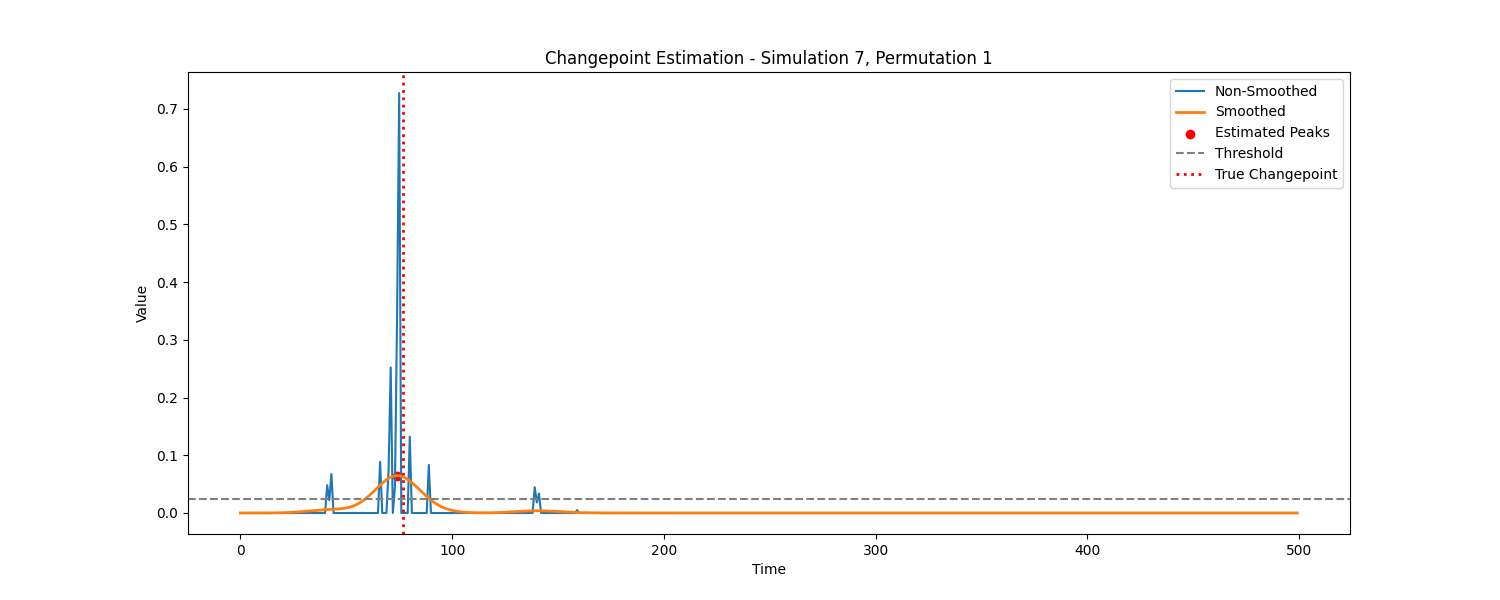 Changepoint Estimation - Simulation 7, Permutation 1
Non-Smoothed
Smoothed
Estimated Peaks
Threshold
True Changepoint
0.7
0.6
0.5
0.4
0.3
0.2
0.1
0.0
Value
0 100 200 300 400 500
Time